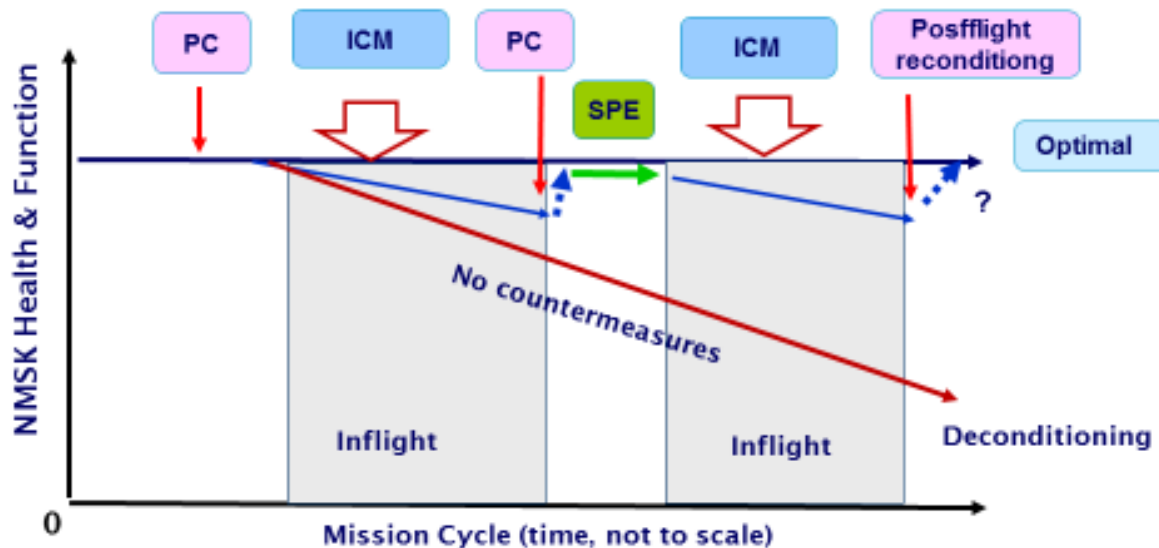 PC
ICM
PC
ICM
Posfflight
reconditiong
SPE
Optimal
?
NMSK Health & Function
No countermeasures
Inflight
Inflight
Deconditioning
0
Mission Cycle (time, not to scale)